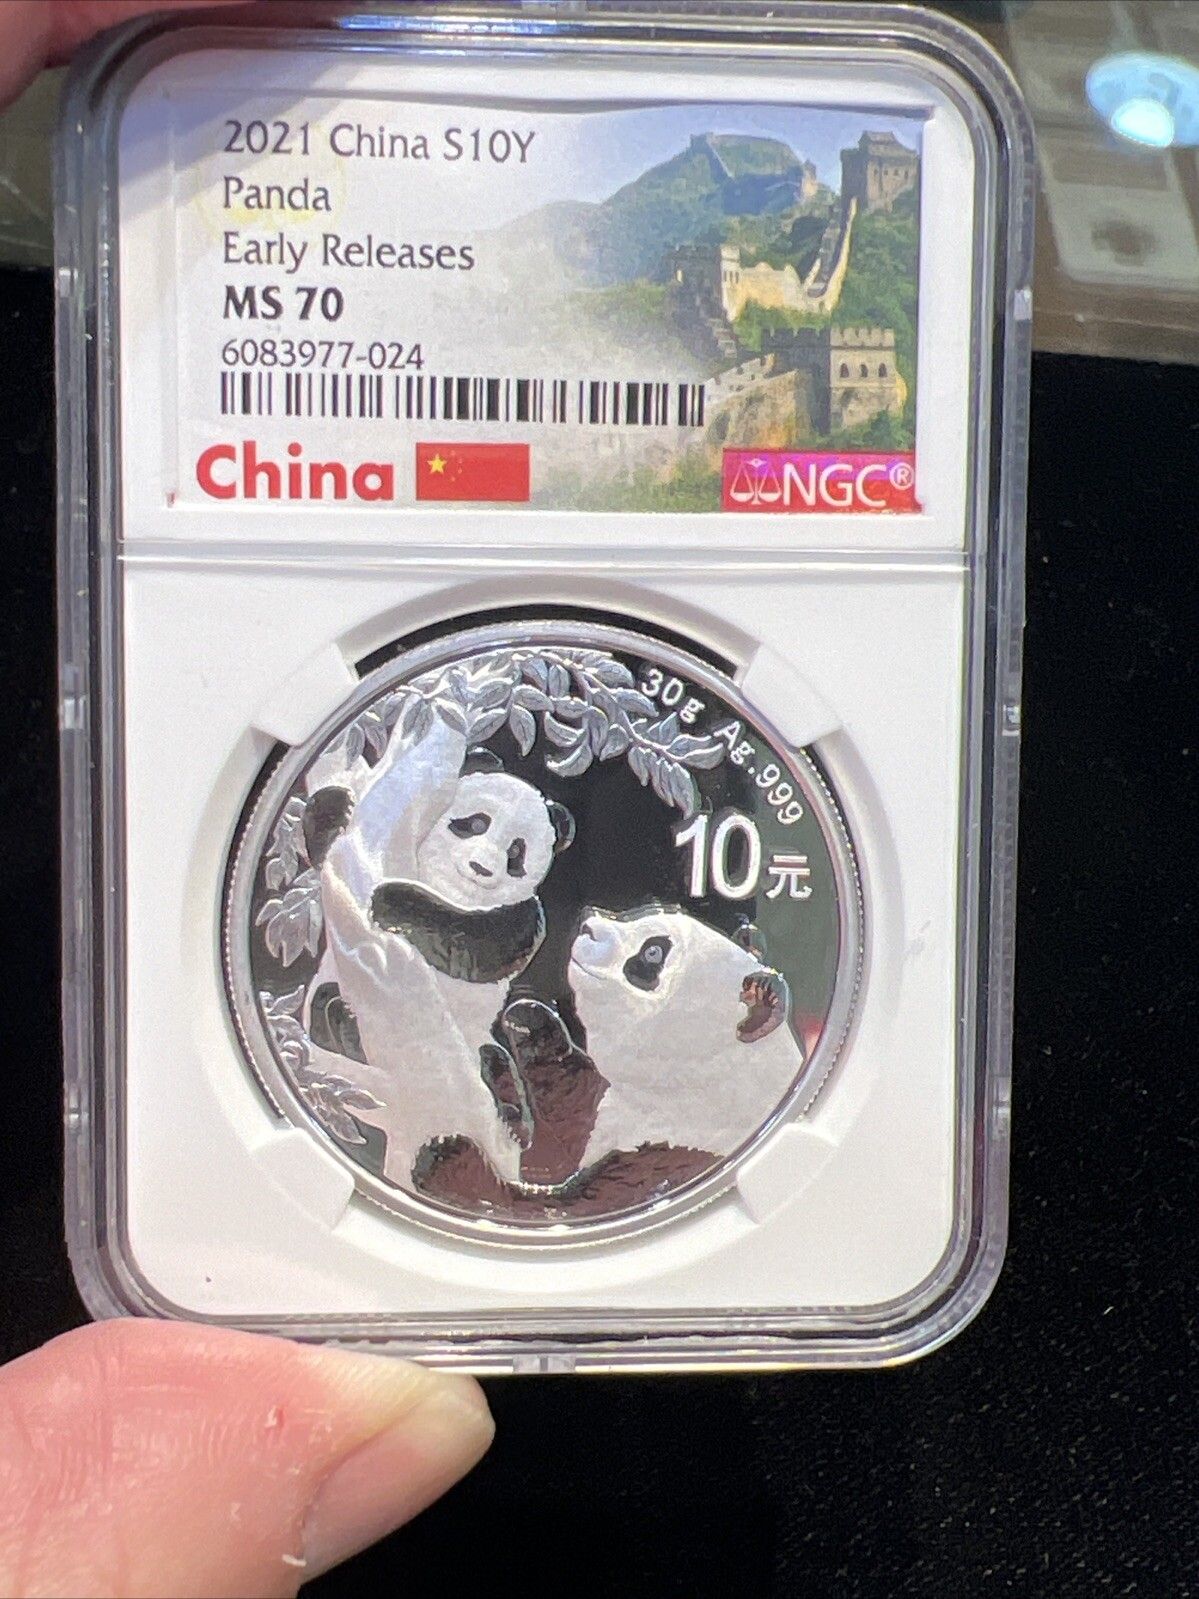 2021 China S10Y
Panda
Early Releases
MS 70
6083977-024
China
NGC®
30g Ag.999
10元